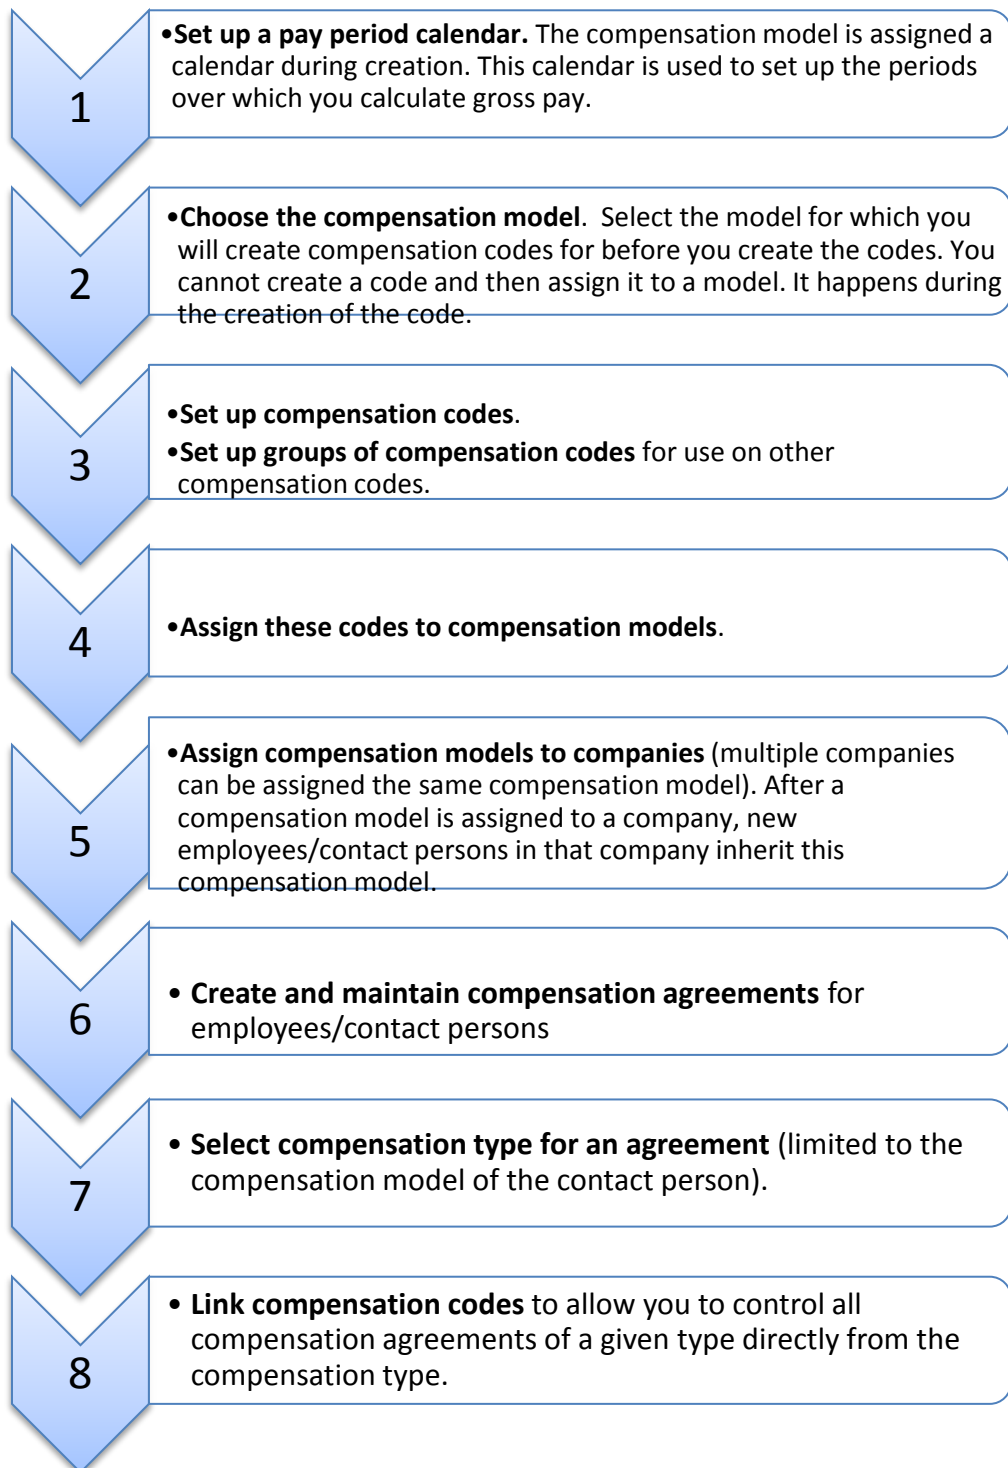 1
•Set up a pay period calendar. The compensation model is assigned a
calendar during creation. This calendar is used to set up the periods
over which you calculate gross pay.
2
•Choose the compensation model.  Select the model for which you
will create compensation codes for before you create the codes. You
cannot create a code and then assign it to a model. It happens during
the creation of the code.
3
•Set up compensation codes.
•Set up groups of compensation codes for use on other
compensation codes.
4
•Assign these codes to compensation models.
5
•Assign compensation models to companies (multiple companies
can be assigned the same compensation model). After a
compensation model is assigned to a company, new
employees/contact persons in that company inherit this
compensation model.
6
• Create and maintain compensation agreements for
employees/contact persons
7
• Select compensation type for an agreement (limited to the
compensation model of the contact person).
8
• Link compensation codes to allow you to control all
compensation agreements of a given type directly from the
compensation type.